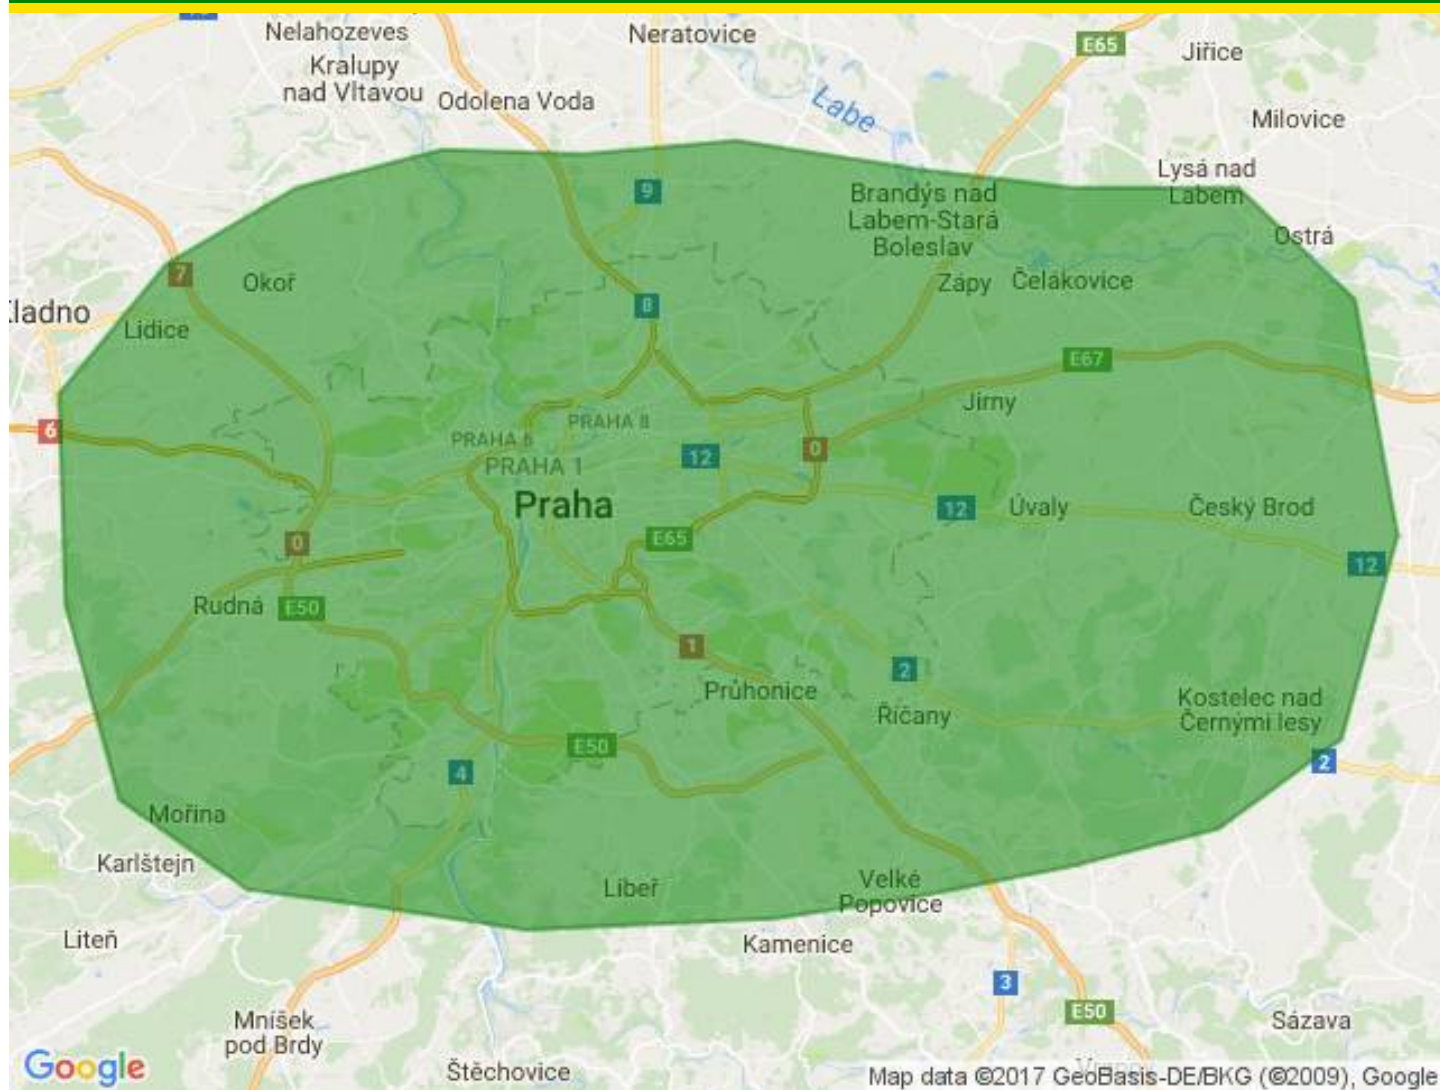 Nelahozeves
Neratovice
E65
Jiřice
Kralupy
nad Vltavou
Odolena Voda
Labe
Milovice
Lysá nad
Labem
9
Brandýs nad
Labem-Stará
Boleslav
Ostrá
7
Okoř
Zápy
Čelákovice
8
Lidice
E67
Jirny
6
PRAHA 8
PRAHA 6
PRAHA 1
12
0
Praha
12
Úvaly
Český Brod
0
E65
12
Rudná
E50
1
2
Průhonice
Kostelec nad
Černými lesy
Říčany
E50
4
2
Mořina
Karlštejn
Libeř
Velké
Popovice
Liteň
Kamenice
3
E50
Mníšek
pod Brdy
Sázava
Google
Štěchovice
Map data ©2017 GeoBasis-DE/BKG (©2009), Google